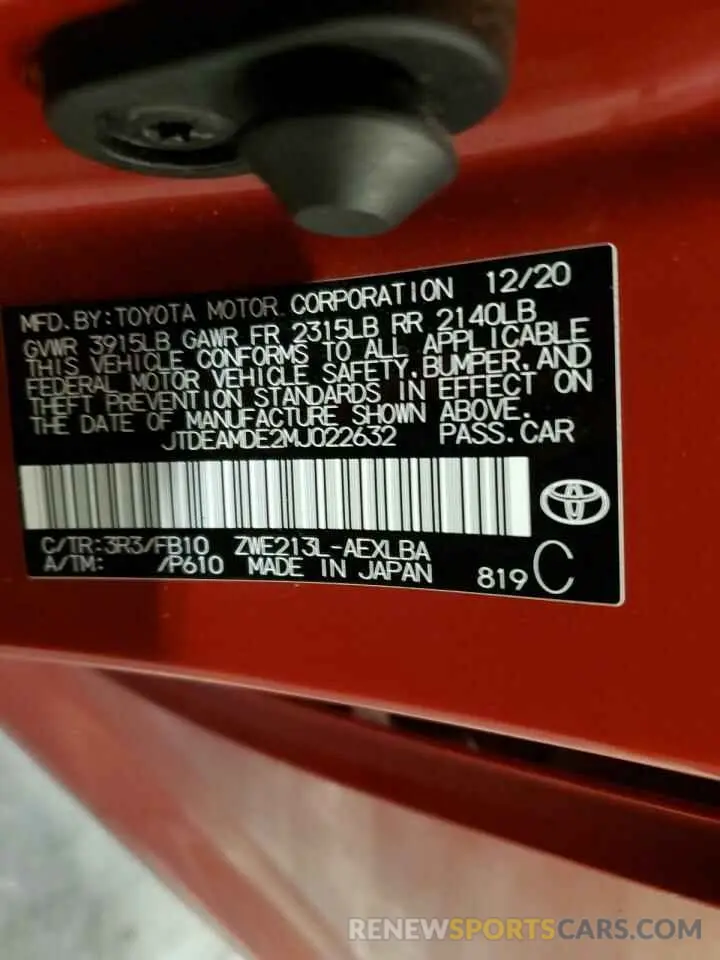 MFD. BY: TOYOTA MOTOR CORPORATION 12/20
GVWR 3915LB GAWR FR 2315LB RR 2140LB
THIS VEHICLE CONFORMS TO ALL APPLICABLE
FEDERAL MOTOR VEHICLE SAFETY, BUMPER, AND
THEFT PREVENTION STANDARDS IN EFFECT ON
THE DATE OF MANUFACTURE SHOWN ABOVE.
JTDEAMDE2MJ022632 PASS. CAR
C/TR: 3R3/FB10 ZWE213L-AEXLBA
A/TM: /P610 MADE IN JAPAN 819 C
RENEWSPORTSCARS.COM